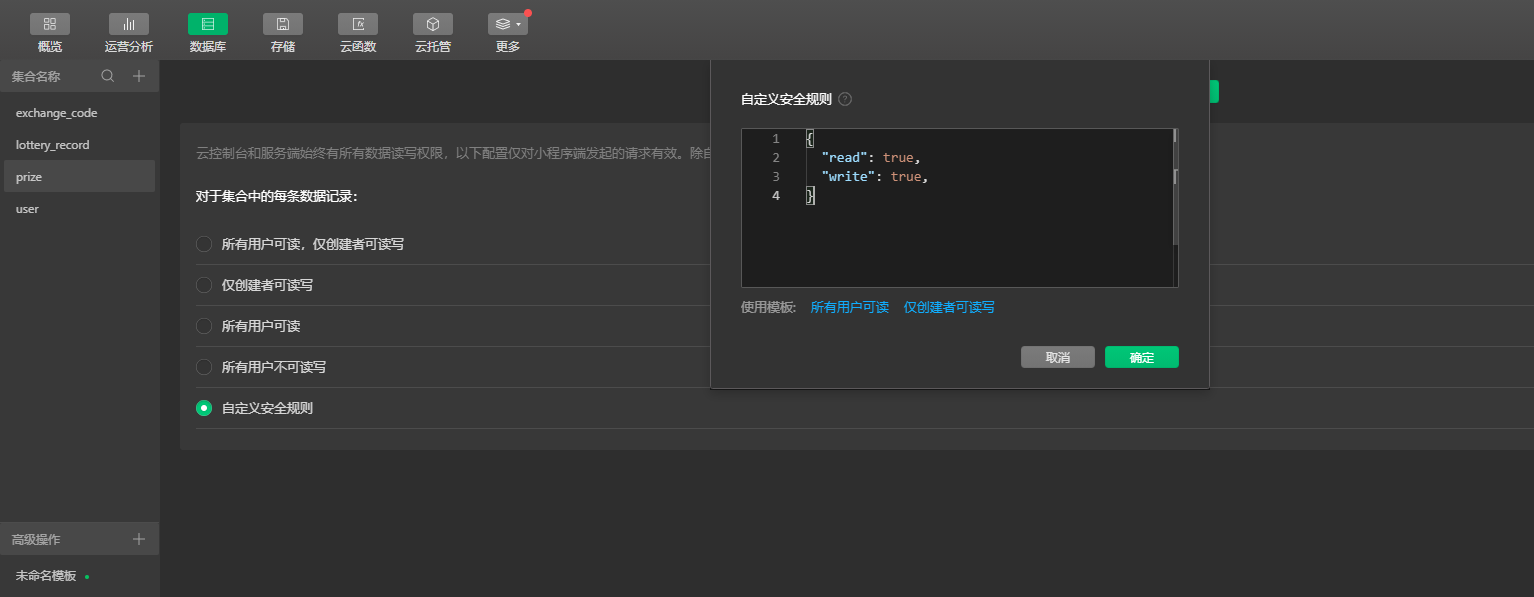 概览 运营分析 数据库 存储 云函数 云托管 更多
集合名称
exchange_code
lottery_record
prize
user
高级操作
未命名模板
云控制台和服务端始终有所有数据读写权限，以下配置仅对小程序端发起的请求有效。除
对于集合中的每条数据记录：
所有用户可读，仅创建者可读写
仅创建者可读写
所有用户可读
所有用户不可读写
自定义安全规则
自定义安全规则 ?
1 {
2 "read": true,
3 "write": true,
4 }
使用模板: 所有用户可读 仅创建者可读写
取消 确定